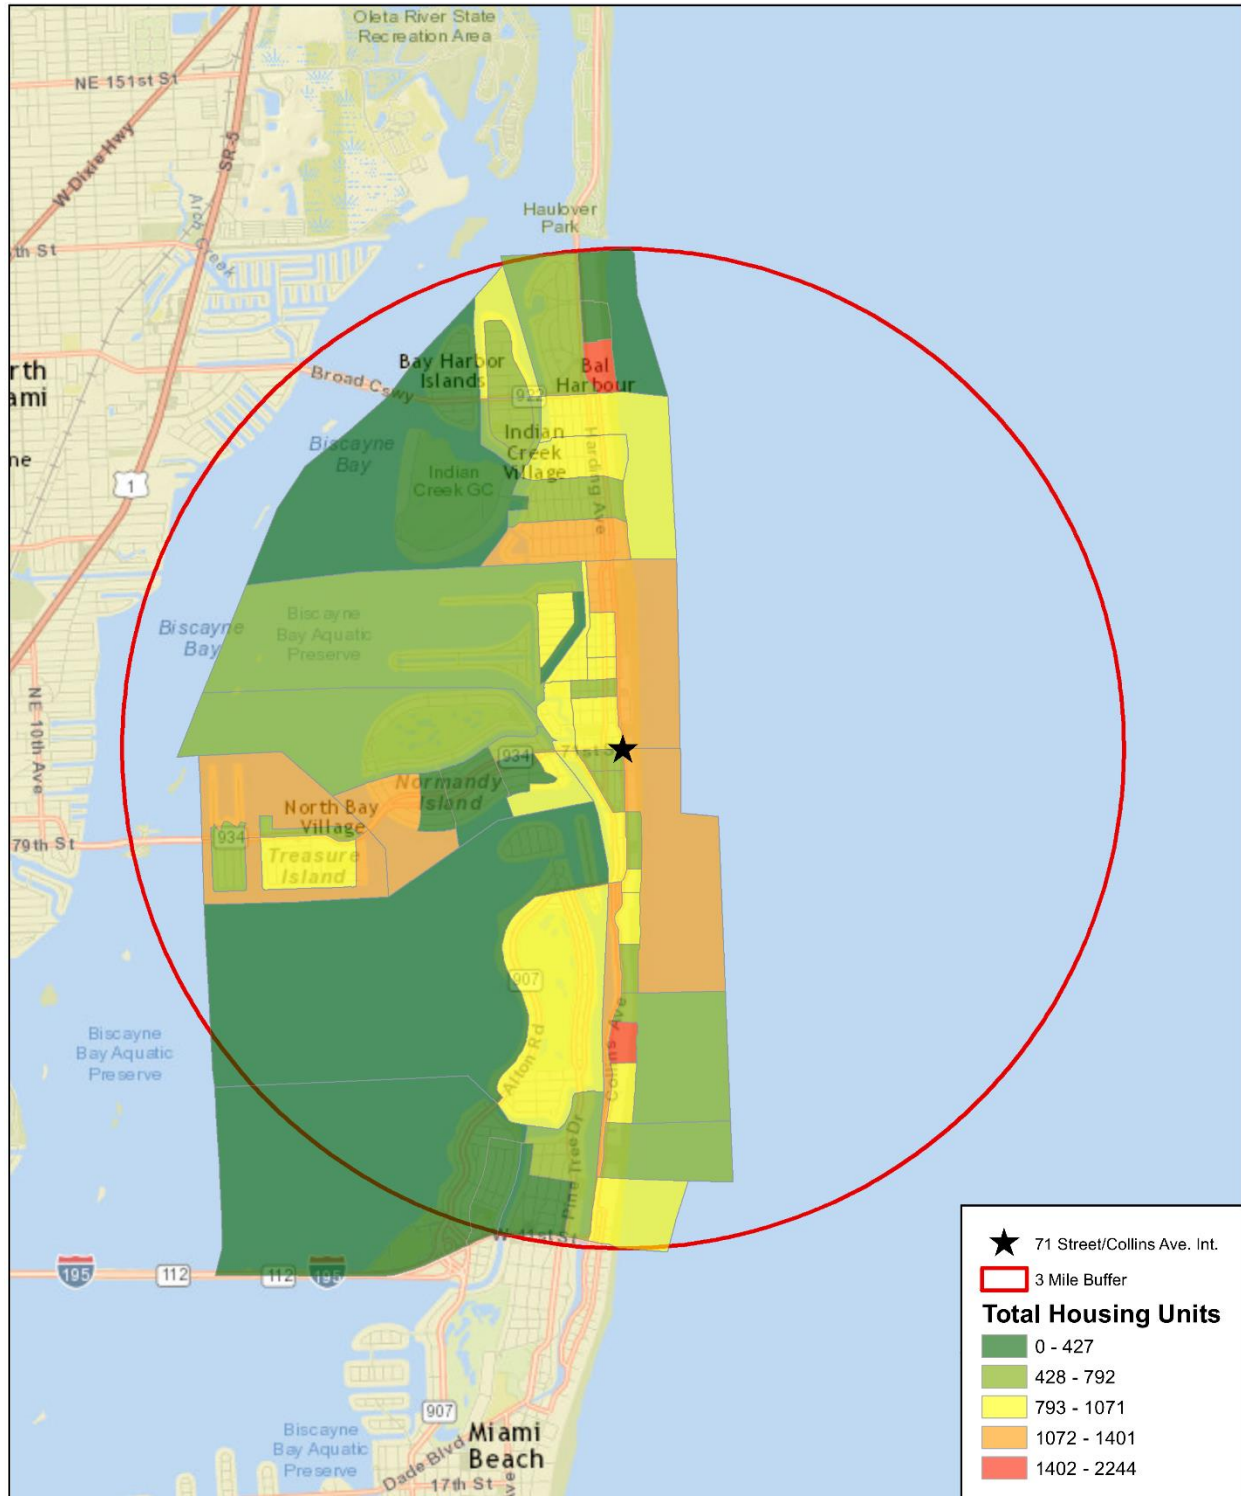 Oleta River State
Recreation Area
NE 151st St
W Dixie Hwy
SR-5
Arch Creek
th St
Haulover
Park
rth
ami
Bay Harbor
Islands
Bal
Harbour
Broad Cswy
922
Biscayne
Bay
Indian
Creek
Village
Indian
Creek GC
Harding Ave
ne
1
Biscayne
Bay Aquatic
Preserve
Biscayne
Bay
NE 10th Ave
71st S
934
Normandy
Island
North Bay
Village
934
79th St
Treasure
Island
907
Biscayne
Bay Aquatic
Preserve
Alton Rd
Collins Ave
Pine Tree Dr
W 41st St
195
112
112
195
907
Miami
Beach
Biscayne
Bay Aquatic
Preserve
Dade Blvd
17th St
Ave
71 Street/Collins Ave. Int.
3 Mile Buffer
Total Housing Units
0 - 427
428 - 792
793 - 1071
1072 - 1401
1402 - 2244